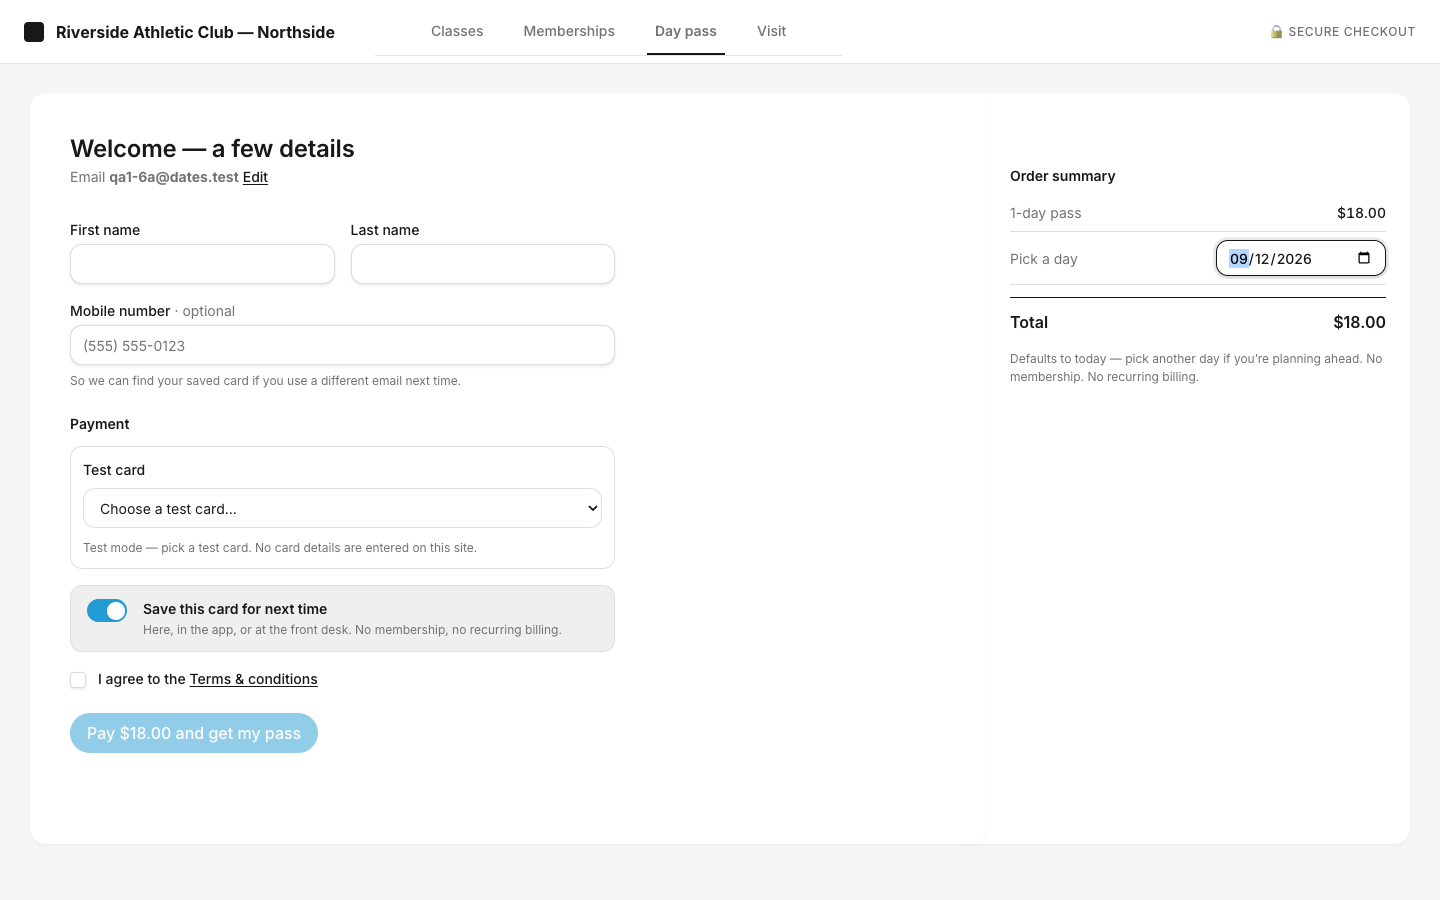 Riverside Athletic Club — Northside
Classes
Memberships
Day pass
Visit
🔒 SECURE CHECKOUT
Welcome — a few details
Email qa1-6a@dates.test Edit
First name
Last name
Mobile number · optional
(555) 555-0123
So we can find your saved card if you use a different email next time.
Payment
Test card
Choose a test card...
Test mode — pick a test card. No card details are entered on this site.
Save this card for next time
Here, in the app, or at the front desk. No membership, no recurring billing.
I agree to the Terms & conditions
Pay $18.00 and get my pass
Order summary
1-day pass $18.00
Pick a day 09/12/2026
Total $18.00
Defaults to today — pick another day if you're planning ahead. No
membership. No recurring billing.